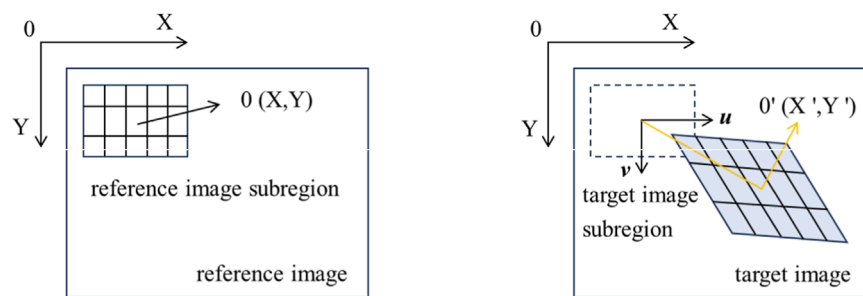 0
X
0 (X,Y)
Y
reference image subregion
reference image
0
X
0' (X ',Y ')
Y
u
v
target image
subregion
target image